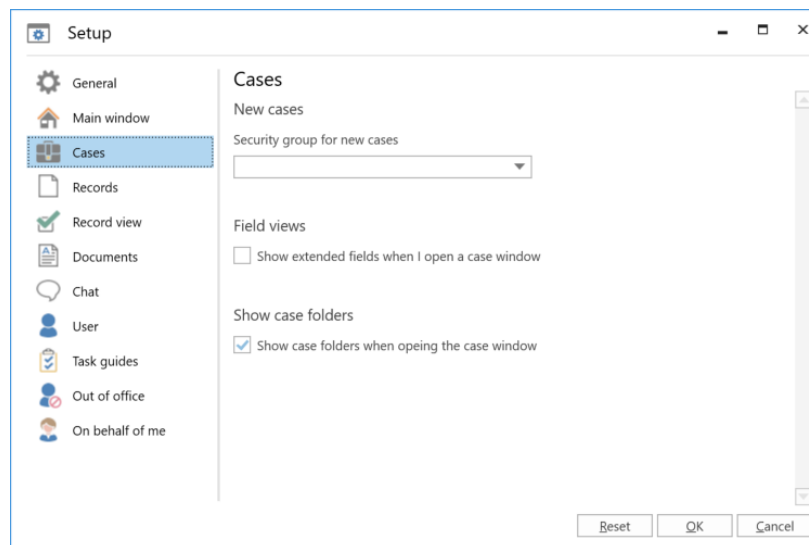 Setup
General
Main window
Cases
Records
Record view
Documents
Chat
User
Task guides
Out of office
On behalf of me
Cases
New cases
Security group for new cases
Field views
Show extended fields when I open a case window
Show case folders
Show case folders when opeing the case window
Reset
OK
Cancel